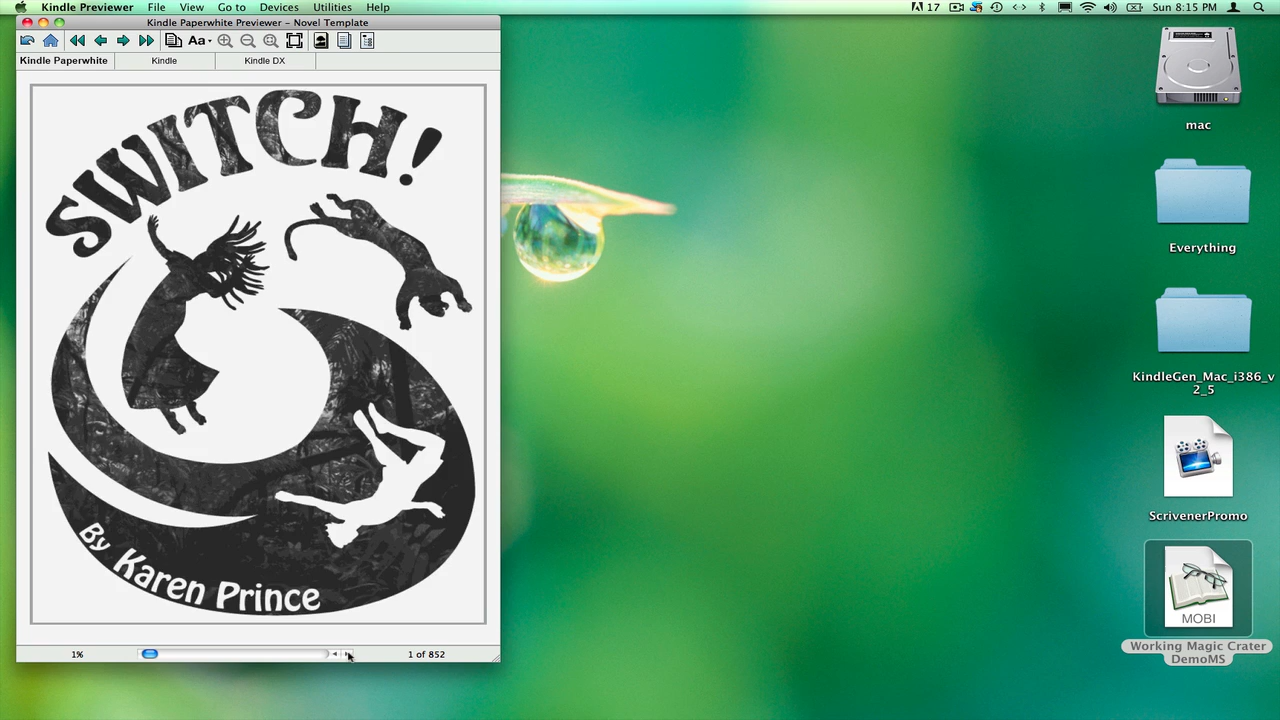 Kindle Previewer File View Go to Devices Utilities Help 17 Sun 8:15 PM
Kindle Paperwhite Previewer – Novel Template
Aa
Kindle Paperwhite Kindle Kindle DX
SWITCH!
By Karen Prince
1% 1 of 852
mac
Everything
KindleGen_Mac_i386_v
2_5
ScrivenerPromo
MOBI
Working Magic Crater
DemoMS